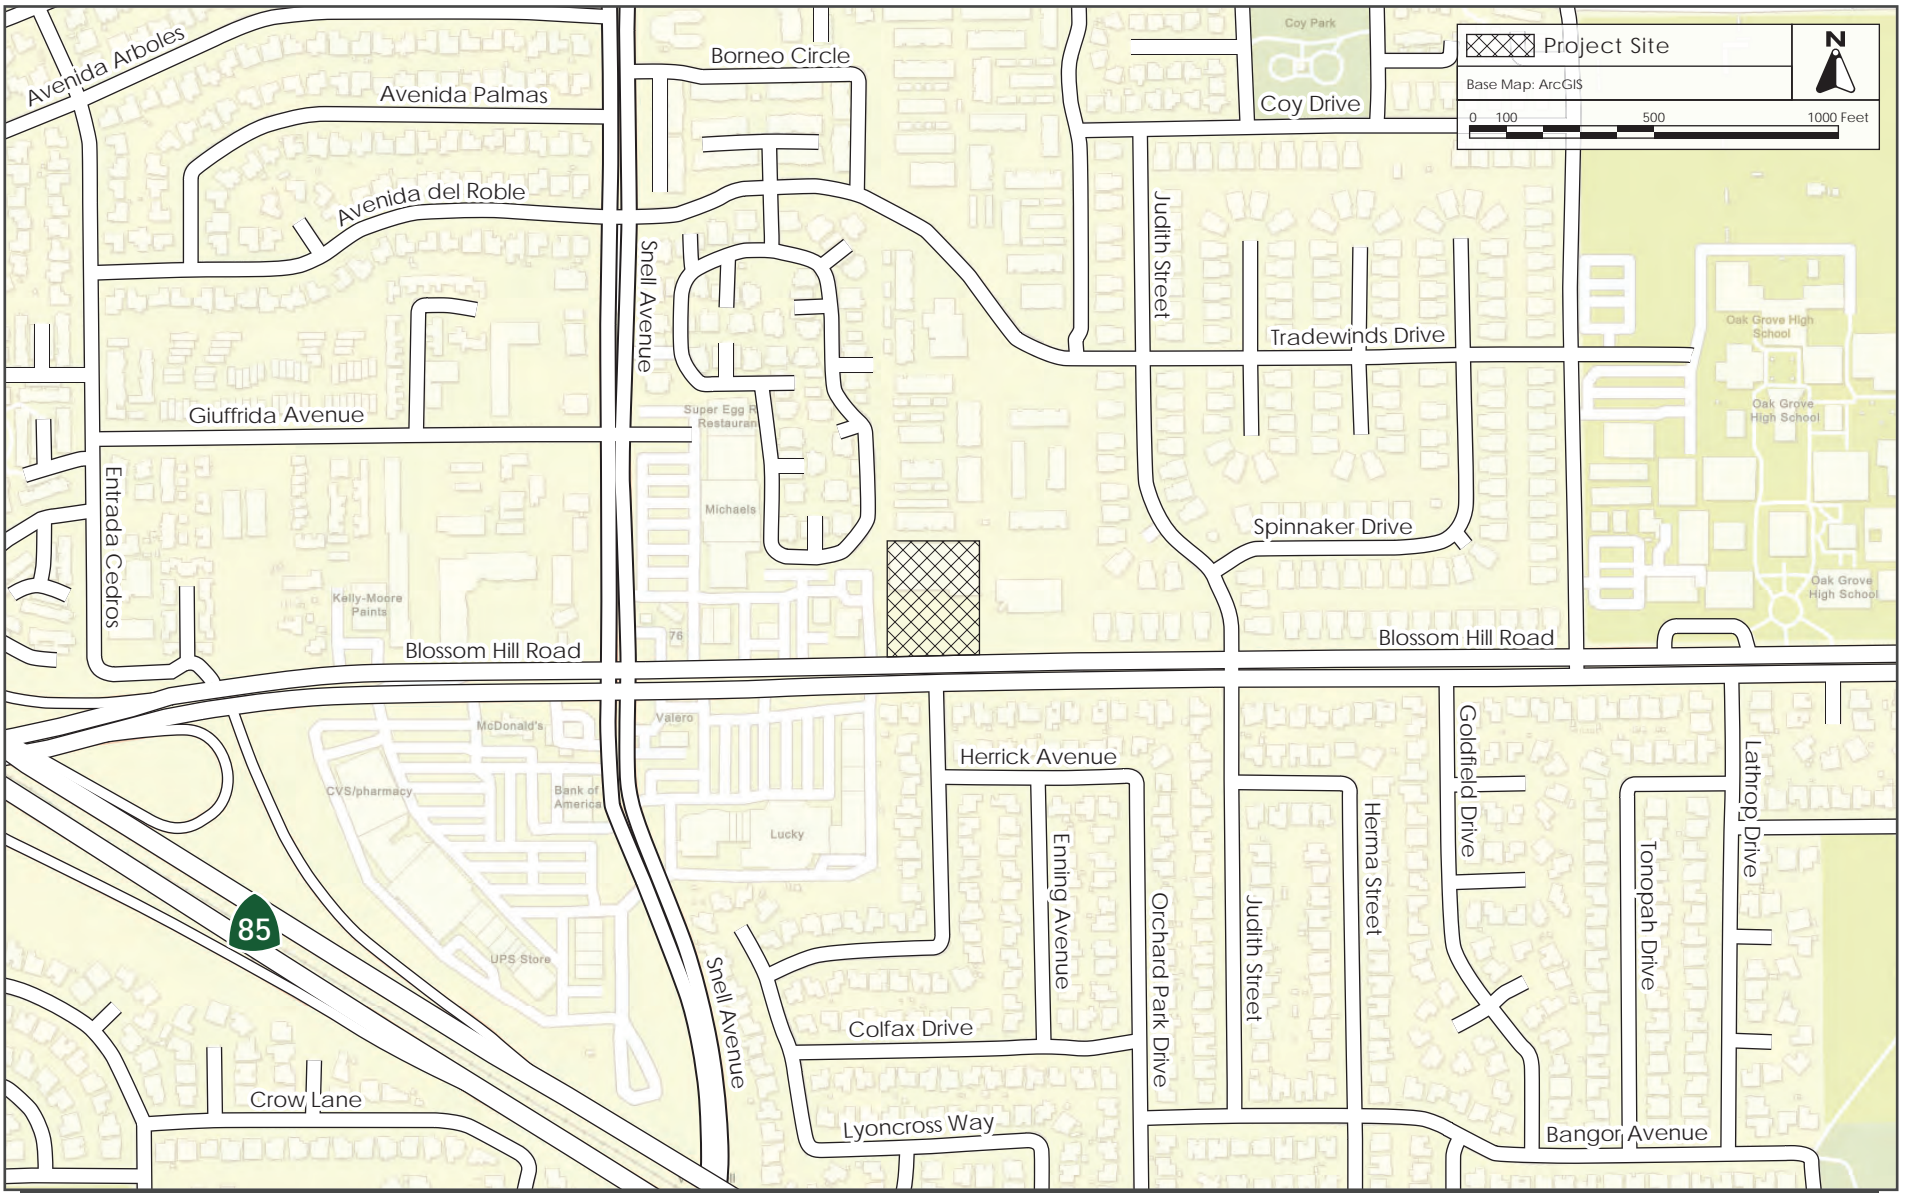 Coy Park
Project Site
N
Base Map: ArcGIS
0 100 500 1000 Feet
Avenida Arboles
Borneo Circle
Avenida Palmas
Coy Drive
Avenida del Roble
Judith Street
Snell Avenue
Tradewinds Drive
Oak Grove High
School
Giuffrida Avenue
Super Egg R
Restauran
Oak Grove
High School
Entrada Cedros
Michaels
Spinnaker Drive
Kelly-Moore
Paints
Oak Grove
High School
76
Blossom Hill Road
Blossom Hill Road
McDonald's
Valero
Goldfield Drive
Lathrop Drive
Herrick Avenue
CVS/pharmacy
Bank of
America
Lucky
Herma Street
Enning Avenue
Tonopah Drive
85
Orchard Park Drive
Judith Street
UPS Store
Snell Avenue
Colfax Drive
Crow Lane
Lyoncross Way
Bangor Avenue